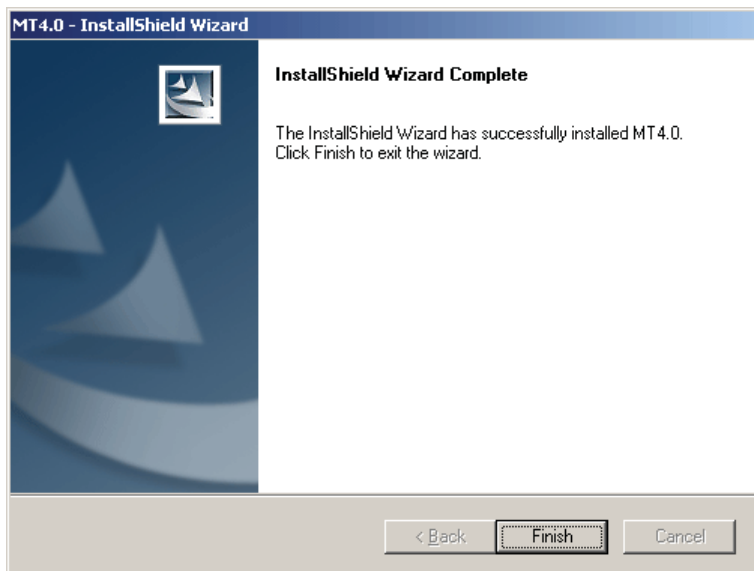 MT4.0 - InstallShield Wizard
InstallShield Wizard Complete
The InstallShield Wizard has successfully installed MT4.0.
Click Finish to exit the wizard.
< Back
Finish
Cancel